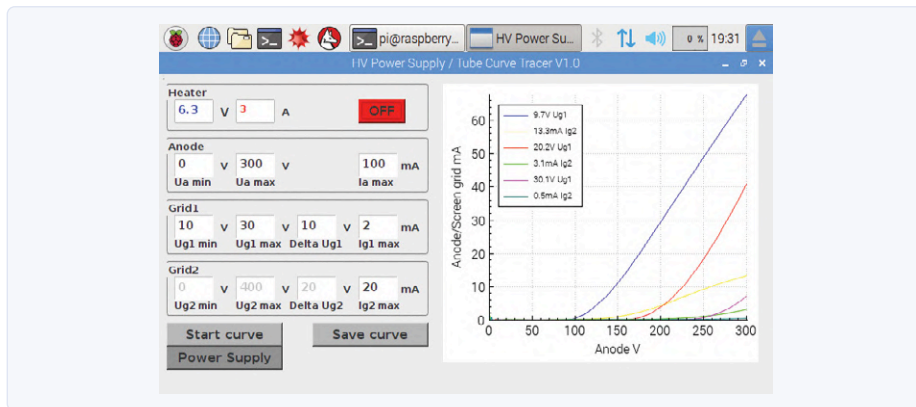 pi@raspberry_ HV Power Su... 0 % 19:31
HV Power Supply / Tube Curve Tracer V1.0
Heater
6.3 V 3 A OFF
Anode
0 V 300 V 100 mA
Ua min Ua max Ia max
Grid1
10 V 30 V 10 V 2 mA
Ug1 min Ug1 max Delta Ug1 Ig1 max
Grid2
0 V 400 V 20 V 20 mA
Ug2 min Ug2 max Delta Ug2 Ig2 max
Start curve Save curve
Power Supply
Anode/Screen grid mA
60
50
40
30
20
10
0
9.7V Ug1
13.3mA Ig2
20.2V Ug1
3.1mA Ig2
30.1V Ug1
0.5mA Ig2
0 50 100 150 200 250 300
Anode V